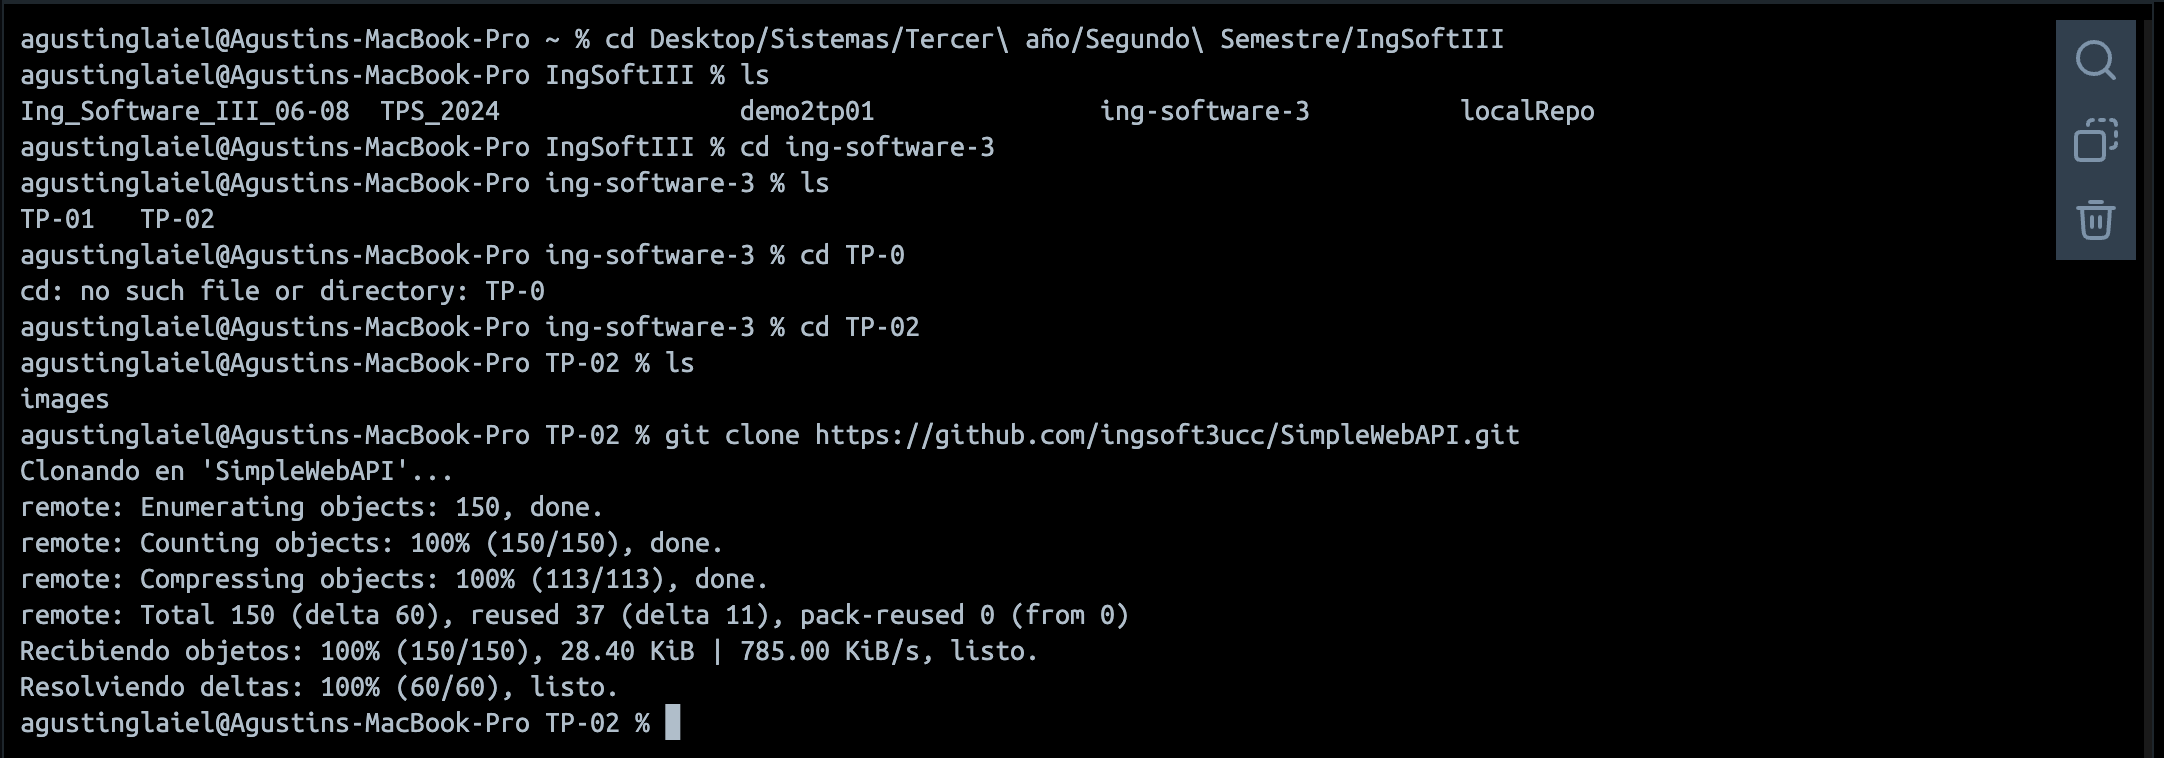 agustinglaiel@Agustins-MacBook-Pro ~ % cd Desktop/Sistemas/Tercer\ año/Segundo\ Semestre/IngSoftIII
agustinglaiel@Agustins-MacBook-Pro IngSoftIII % ls
Ing_Software_III_06-08  TPS_2024                demo2tp01               ing-software-3          localRepo
agustinglaiel@Agustins-MacBook-Pro IngSoftIII % cd ing-software-3
agustinglaiel@Agustins-MacBook-Pro ing-software-3 % ls
TP-01   TP-02
agustinglaiel@Agustins-MacBook-Pro ing-software-3 % cd TP-0
cd: no such file or directory: TP-0
agustinglaiel@Agustins-MacBook-Pro ing-software-3 % cd TP-02
agustinglaiel@Agustins-MacBook-Pro TP-02 % ls
images
agustinglaiel@Agustins-MacBook-Pro TP-02 % git clone https://github.com/ingsoft3ucc/SimpleWebAPI.git
Clonando en 'SimpleWebAPI'...
remote: Enumerating objects: 150, done.
remote: Counting objects: 100% (150/150), done.
remote: Compressing objects: 100% (113/113), done.
remote: Total 150 (delta 60), reused 37 (delta 11), pack-reused 0 (from 0)
Recibiendo objetos: 100% (150/150), 28.40 KiB | 785.00 KiB/s, listo.
Resolviendo deltas: 100% (60/60), listo.
agustinglaiel@Agustins-MacBook-Pro TP-02 %